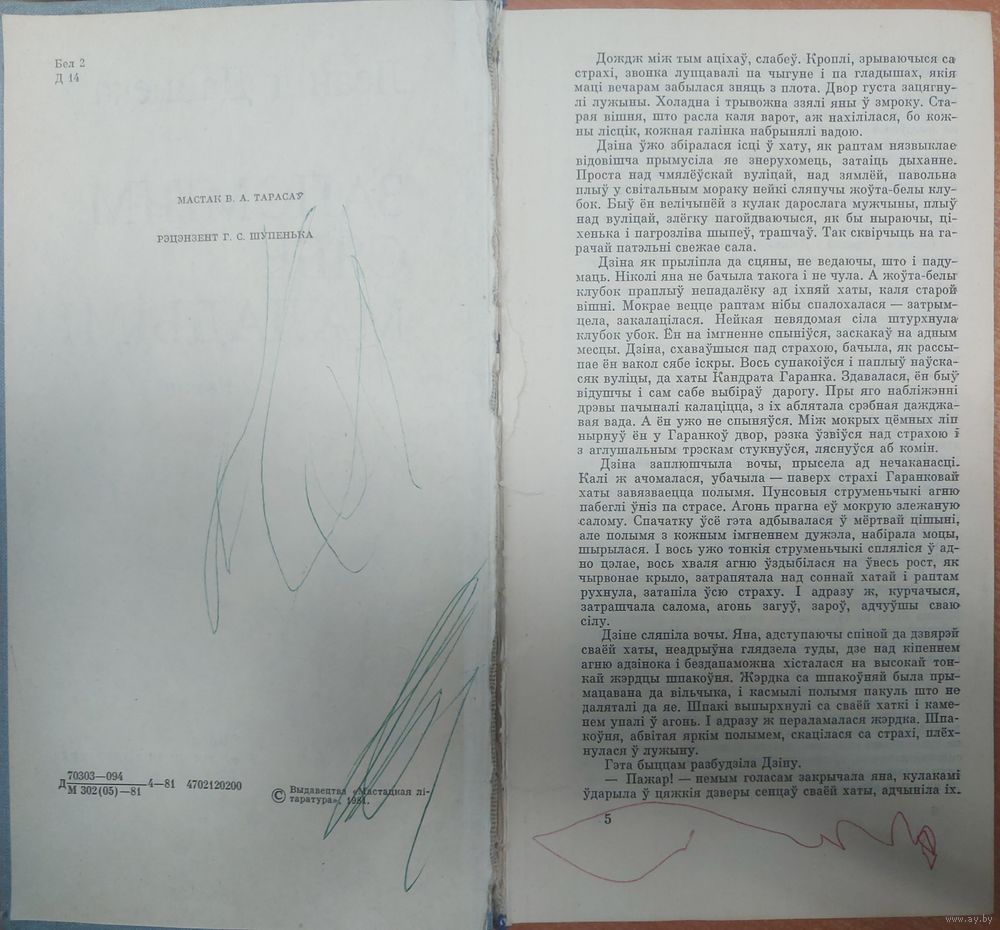 Бел 2
Д 14
МАСТАК В. А. ТАРАСАЎ
РЭЦЭНЗЕНТ Г. С. ШУПЕНЬКА
Д 70303—094
М 302(05)—81 4—81 4702120200
© Выдавецтва «Мастацкая лі-
таратура», 1981.
Дождж між тым аціхаў, слабеў. Кроплі, зрываючыся са
страхі, звонка лупцавалі па чыгуне і па гладышах, якія
маці вечарам забылася зняць з плота. Двор густа зацягну-
лі лужыны. Холадна і трывожна ззялі яны ў змроку. Ста-
рая вішня, што расла каля варот, аж нахілілася, бо кож-
ны лісцік, кожная галінка набрынялі вадою.
Дзіна ўжо збіралася ісці ў хату, як раптам нязвыклае
відовішча прымусіла яе знерухомець, затаіць дыханне.
Проста над чмялёўскай вуліцай, над зямлёй, павольна
плыў у світальным мораку нейкі сляпучы жоўта-белы клу-
бок. Быў ён велічынёй з кулак дарослага мужчыны, плыў
над вуліцай, злёгку пагойдваючыся, як бы ныраючы, ці-
хенька і пагрозліва шыпеў, трашчаў. Так сквірчыць на га-
рачай патэльні свежае сала.
Дзіна як прыліпла да сцяны, не ведаючы, што і паду-
маць. Ніколі яна не бачыла такога і не чула. А жоўта-белы
клубок праплыў непадалёку ад іхняй хаты, каля старой
вішні. Мокрае вецце раптам нібы спалохалася — затрым-
цела, закалацілася. Нейкая невядомая сіла штурхнула
клубок убок. Ён на імгненне спыніўся, заскакаў на адным
месцы. Дзіна, схаваўшыся пад страхою, бачыла, як рассы-
пае ён вакол сябе іскры. Вось супакоіўся і паплыў наўска-
сяк вуліцы, да хаты Кандрата Гаранка. Здавалася, ён быў
відушчы і сам сабе выбіраў дарогу. Пры яго набліжэнні
дрэвы пачыналі калаціцца, з іх аблятала срэбная дажджа-
вая вада. А ён ужо не спыняўся. Між мокрых цёмных ліп
нырнуў ён у Гаранкоў двор, рэзка ўзвіўся над страхою і
з аглушальным трэскам стукнуўся, ляснуўся аб комін.
Дзіна заплюшчыла вочы, прысела ад нечаканасці.
Калі ж ачомалася, убачыла — паверх страхі Гаранковай
хаты завязваецца полымя. Пунсовыя струменьчыкі агню
пабеглі ўніз па страсе. Агонь прагна еў мокрую злежаную
салому. Спачатку ўсё гэта адбывалася ў мёртвай цішыні,
але полымя з кожным імгненнем дужэла, набірала моцы,
шырылася. І вось ужо тонкія струменьчыкі спляліся ў ад-
но цэлае, вось хваля агню ўздыбілася на ўвесь рост, як
чырвонае крыло, затрапятала над соннай хатай і раптам
рухнула, затапіла ўсю страху. І адразу ж, курчачыся,
затрашчала салома, агонь загуў, зароў, адчуўшы сваю
сілу.
Дзіне сляпіла вочы. Яна, адступаючы спіной да дзвярэй
сваёй хаты, неадрыўна глядзела туды, дзе над кіпеннем
агню адзінока і бездапаможна хісталася на высокай тон-
кай жэрдцы шпакоўня. Жэрдка са шпакоўняй была пры-
мацавана да вільчыка, і касмылі полымя пакуль што не
даляталі да яе. Шпакі выпырхнулі са сваёй хаткі і каме-
нем упалі ў агонь. І адразу ж пераламалася жэрдка. Шпа-
коўня, абвітая яркім полымем, скацілася са страхі, плёх-
нулася ў лужыну.
Гэта быццам разбудзіла Дзіну.
— Пажар! — немым голасам закрычала яна, кулакамі
ўдарыла ў цяжкія дзверы сенцаў сваёй хаты, адчыніла іх.
5
www.ay.by